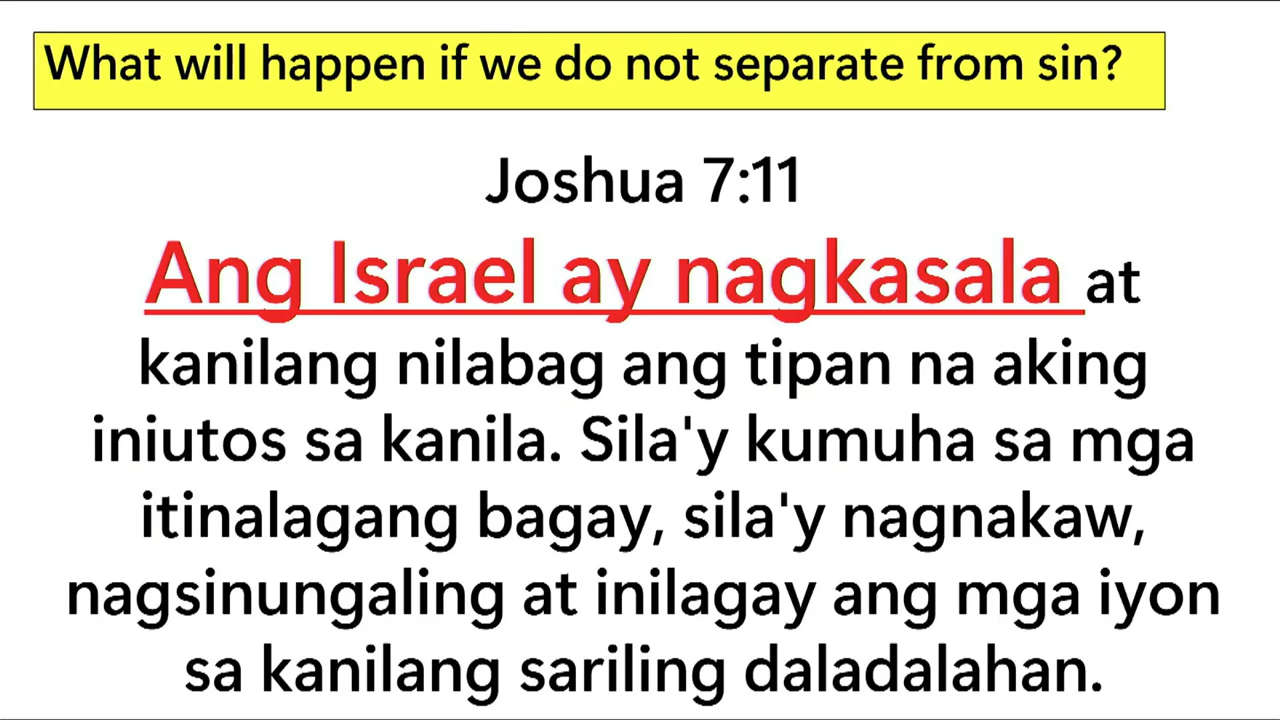 What will happen if we do not separate from sin?
Joshua 7:11
Ang Israel ay nagkasala at
kanilang nilabag ang tipan na aking
iniutos sa kanila. Sila'y kumuha sa mga
itinalagang bagay, sila'y nagnakaw,
nagsinungaling at inilagay ang mga iyon
sa kanilang sariling daladalahan.